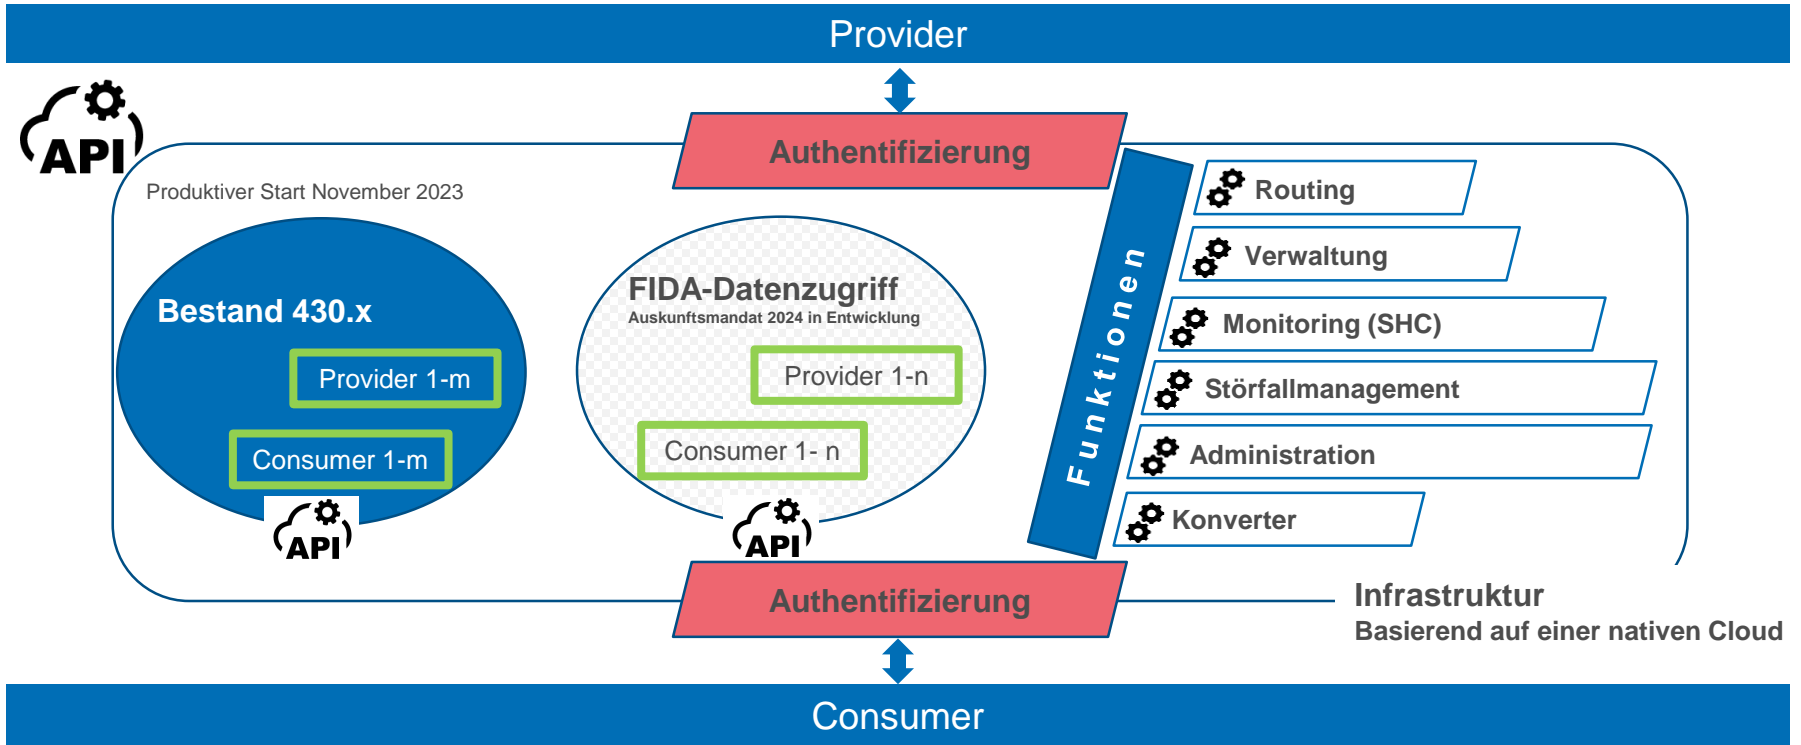 Provider
API
Authentifizierung
Produktiver Start November 2023
Bestand 430.x
Provider 1-m
Consumer 1-m
API
FIDA-Datenzugriff
Auskunftsmandat 2024 in Entwicklung
Provider 1-n
Consumer 1- n
API
Funktionen
Routing
Verwaltung
Monitoring (SHC)
Störfallmanagement
Administration
Konverter
Authentifizierung
Infrastruktur
Basierend auf einer nativen Cloud
Consumer